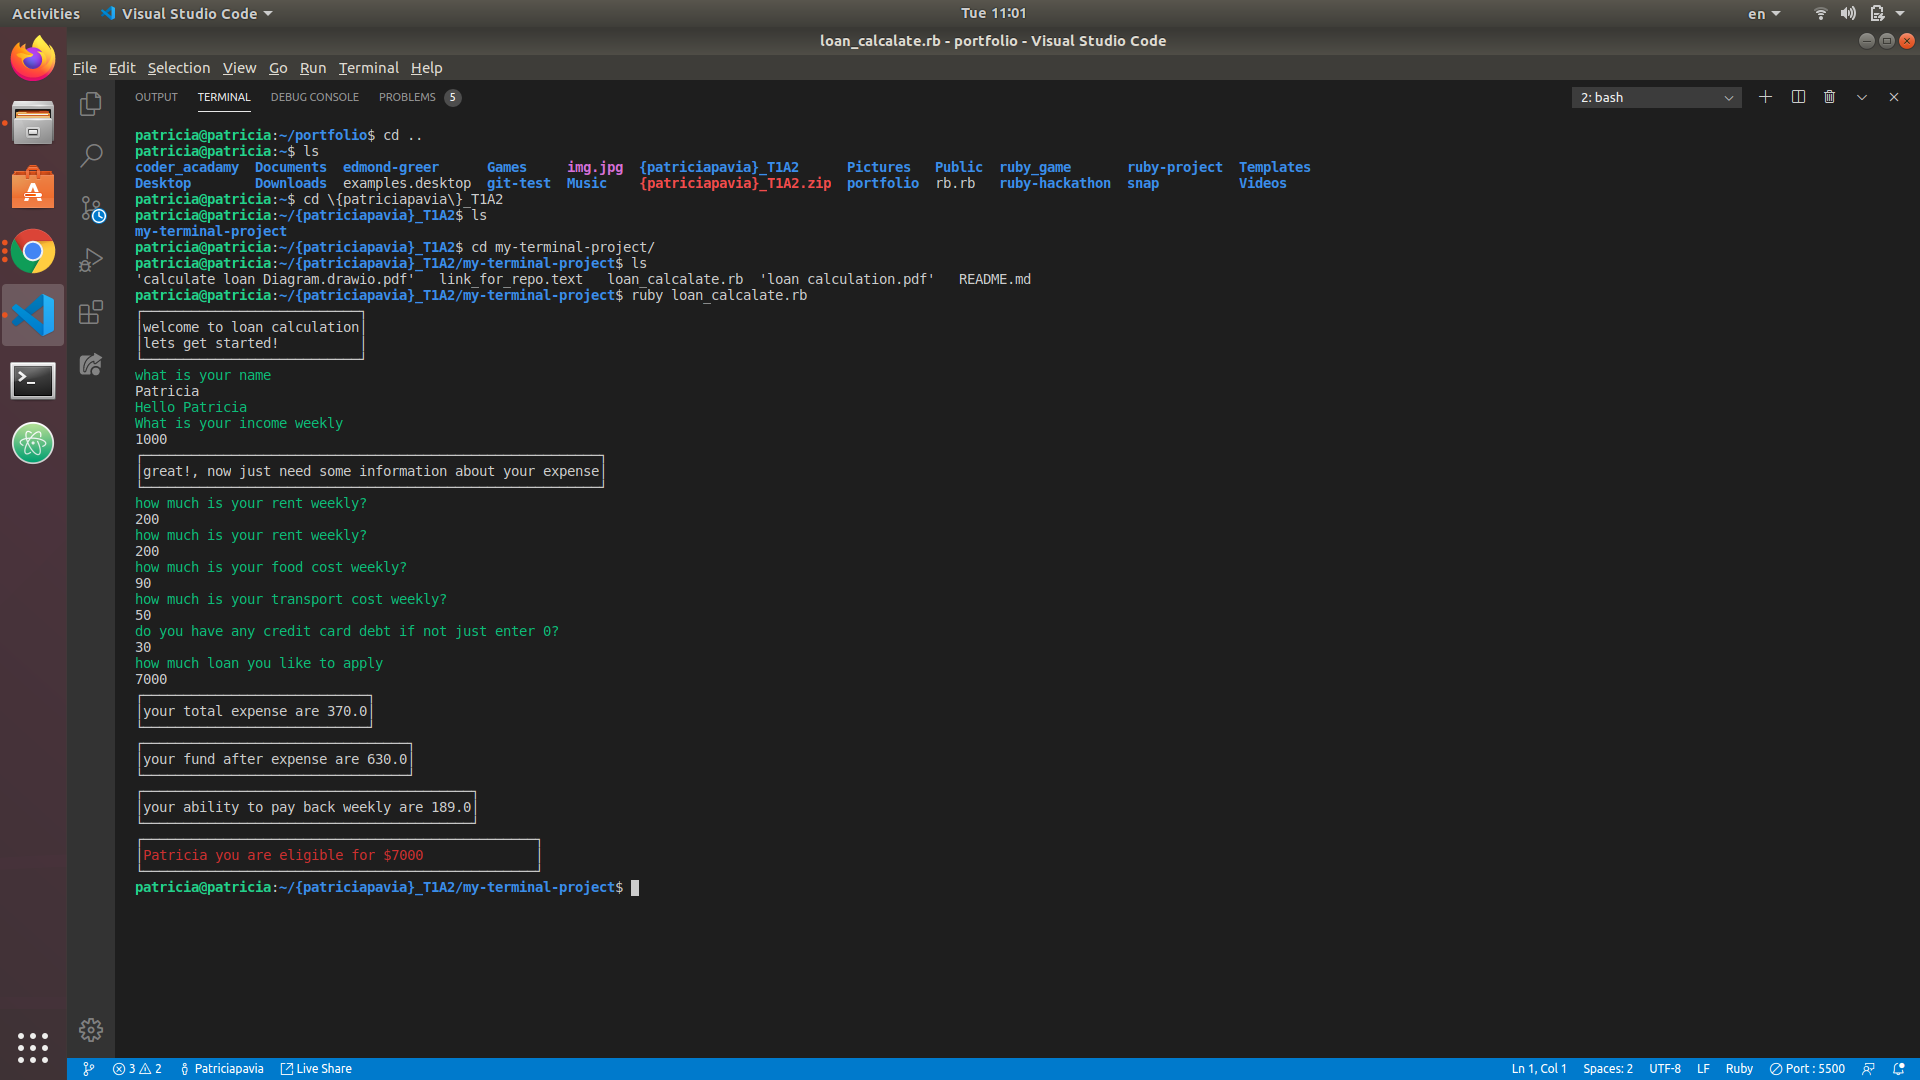 Activities Visual Studio Code Tue 11:01 en
loan_calcalate.rb - portfolio - Visual Studio Code
File Edit Selection View Go Run Terminal Help
OUTPUT TERMINAL DEBUG CONSOLE PROBLEMS 5 2: bash
patricia@patricia:~/portfolio$ cd ..
patricia@patricia:~$ ls
coder_acadamy Documents edmond-greer Games img.jpg {patriciapavia}_T1A2 Pictures Public ruby_game ruby-project Templates
Desktop Downloads examples.desktop git-test Music {patriciapavia}_T1A2.zip portfolio rb.rb ruby-hackathon snap Videos
patricia@patricia:~$ cd \{patriciapavia\}_T1A2
patricia@patricia:~/{patriciapavia}_T1A2$ ls
my-terminal-project
patricia@patricia:~/{patriciapavia}_T1A2$ cd my-terminal-project/
patricia@patricia:~/{patriciapavia}_T1A2/my-terminal-project$ ls
'calculate loan Diagram.drawio.pdf' link_for_repo.text loan_calcalate.rb 'loan calculation.pdf' README.md
patricia@patricia:~/{patriciapavia}_T1A2/my-terminal-project$ ruby loan_calcalate.rb
welcome to loan calculation
lets get started!
what is your name
Patricia
Hello Patricia
What is your income weekly
1000
great!, now just need some information about your expense
how much is your rent weekly?
200
how much is your rent weekly?
200
how much is your food cost weekly?
90
how much is your transport cost weekly?
50
do you have any credit card debt if not just enter 0?
30
how much loan you like to apply
7000
your total expense are 370.0
your fund after expense are 630.0
your ability to pay back weekly are 189.0
Patricia you are eligible for $7000
patricia@patricia:~/{patriciapavia}_T1A2/my-terminal-project$
3 2 Patriciapavia Live Share Ln 1, Col 1 Spaces: 2 UTF-8 LF Ruby Port : 5500